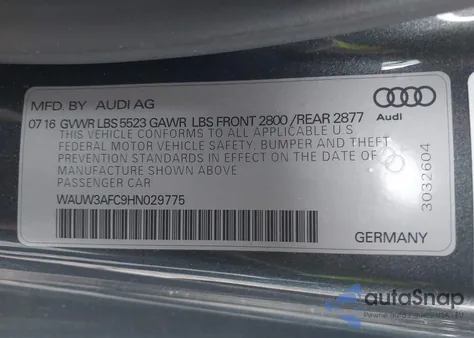 MFD. BY AUDI AG
Audi
07 16 GVWR LBS 5523 GAWR LBS FRONT 2800 /REAR 2877
THIS VEHICLE CONFORMS TO ALL APPLICABLE U.S
FEDERAL MOTOR VEHICLE SAFETY, BUMPER AND THEFT
PREVENTION STANDARDS IN EFFECT ON THE DATE OF
MANUFACTURE SHOWN ABOVE
PASSENGER CAR
3032604
WAUW3AFC9HN029775
GERMANY
autoSnap